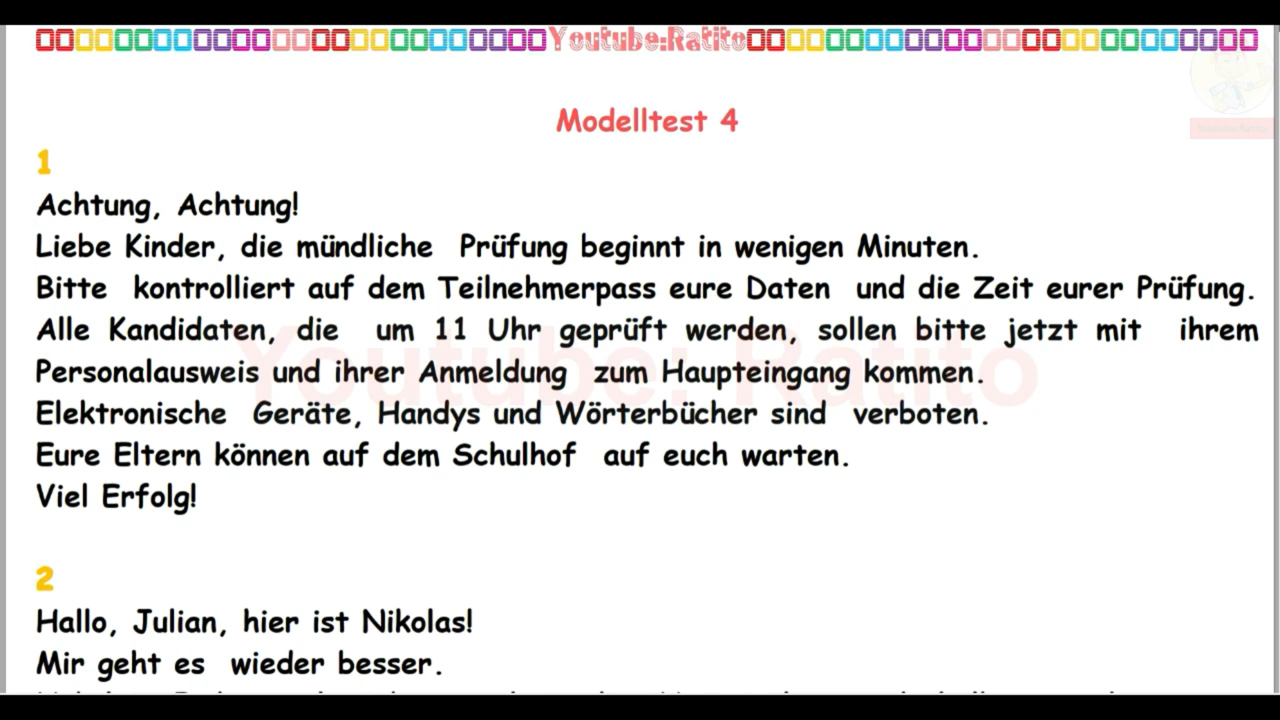 Youtube:Ratito
Modelltest 4
1
Achtung, Achtung!
Liebe Kinder, die mündliche Prüfung beginnt in wenigen Minuten.
Bitte kontrolliert auf dem Teilnehmerpass eure Daten und die Zeit eurer Prüfung.
Alle Kandidaten, die um 11 Uhr geprüft werden, sollen bitte jetzt mit ihrem
Personalausweis und ihrer Anmeldung zum Haupteingang kommen.
Elektronische Geräte, Handys und Wörterbücher sind verboten.
Eure Eltern können auf dem Schulhof auf euch warten.
Viel Erfolg!
Youtube: Ratito
2
Hallo, Julian, hier ist Nikolas!
Mir geht es wieder besser.